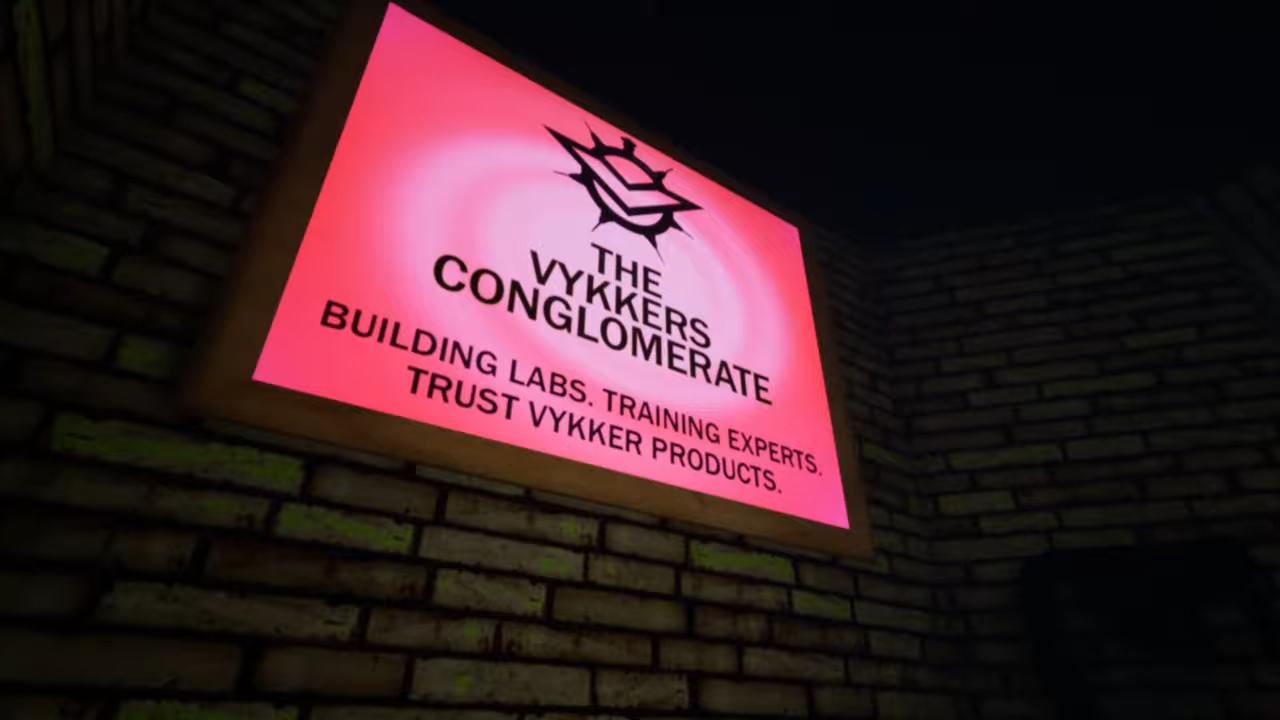 THE
VYKKERS
CONGLOMERATE
BUILDING LABS. TRAINING EXPERTS.
TRUST VYKKER PRODUCTS.